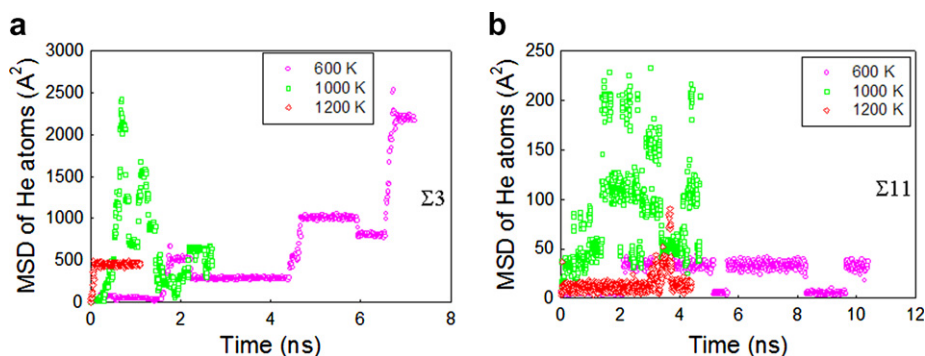 a
3000
2500
2000
1500
1000
500
0
MSD of He atoms (A²)
600 K
1000 K
1200 K
Σ3
0 2 4 6 8
Time (ns)
b
250
200
150
100
50
0
MSD of He atoms (A²)
600 K
1000 K
1200 K
Σ11
0 2 4 6 8 10 12
Time (ns)